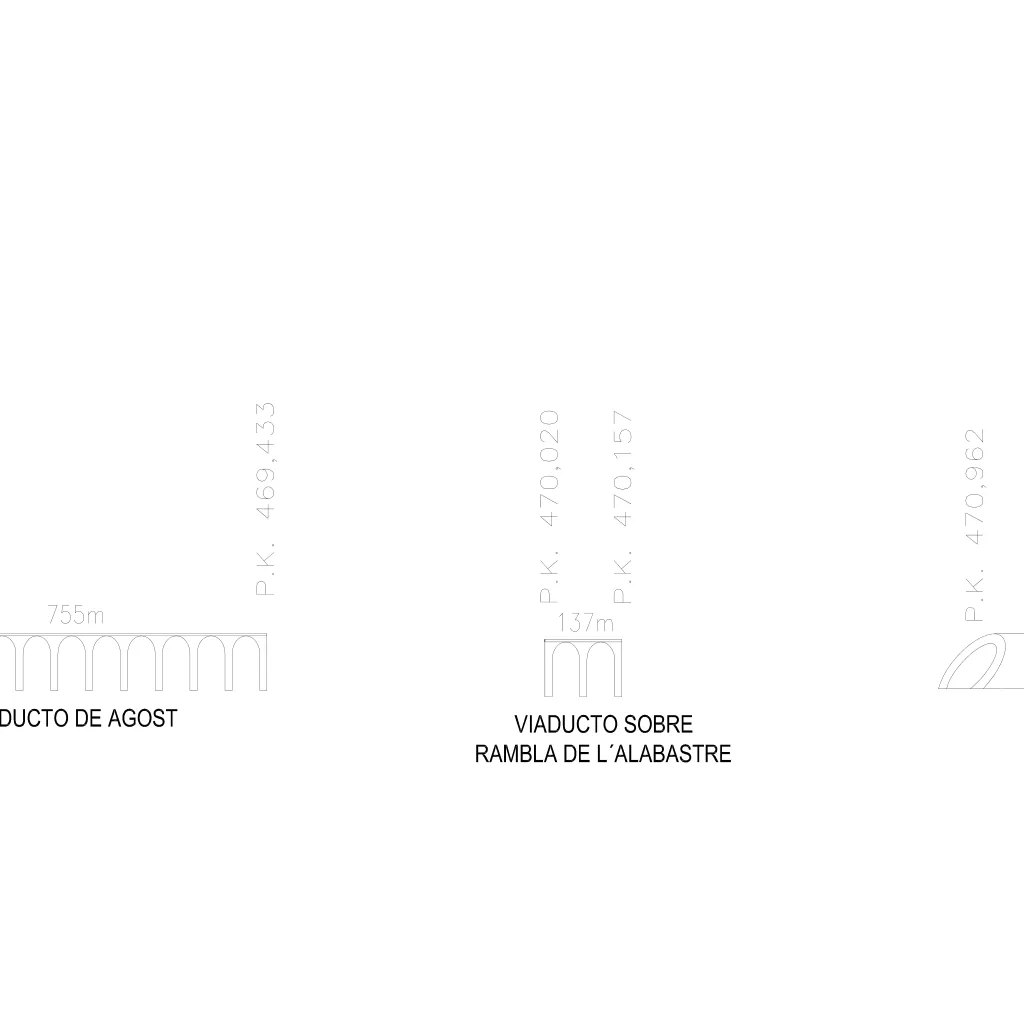 P.K. 469,433
P.K. 470,020
P.K. 470,157
P.K. 470,962
755m
137m
DUCTO DE AGOST
VIADUCTO SOBRE
RAMBLA DE L´ALABASTRE